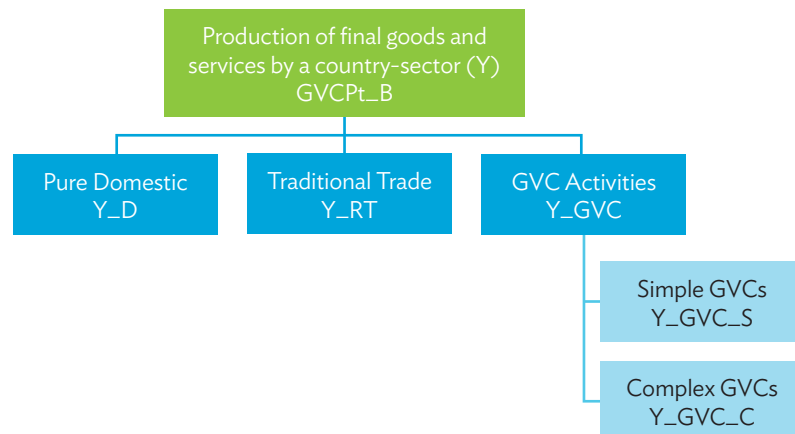 Production of final goods and
services by a country-sector (Y)
GVCPt_B
Pure Domestic
Y_D
Traditional Trade
Y_RT
GVC Activities
Y_GVC
Simple GVCs
Y_GVC_S
Complex GVCs
Y_GVC_C